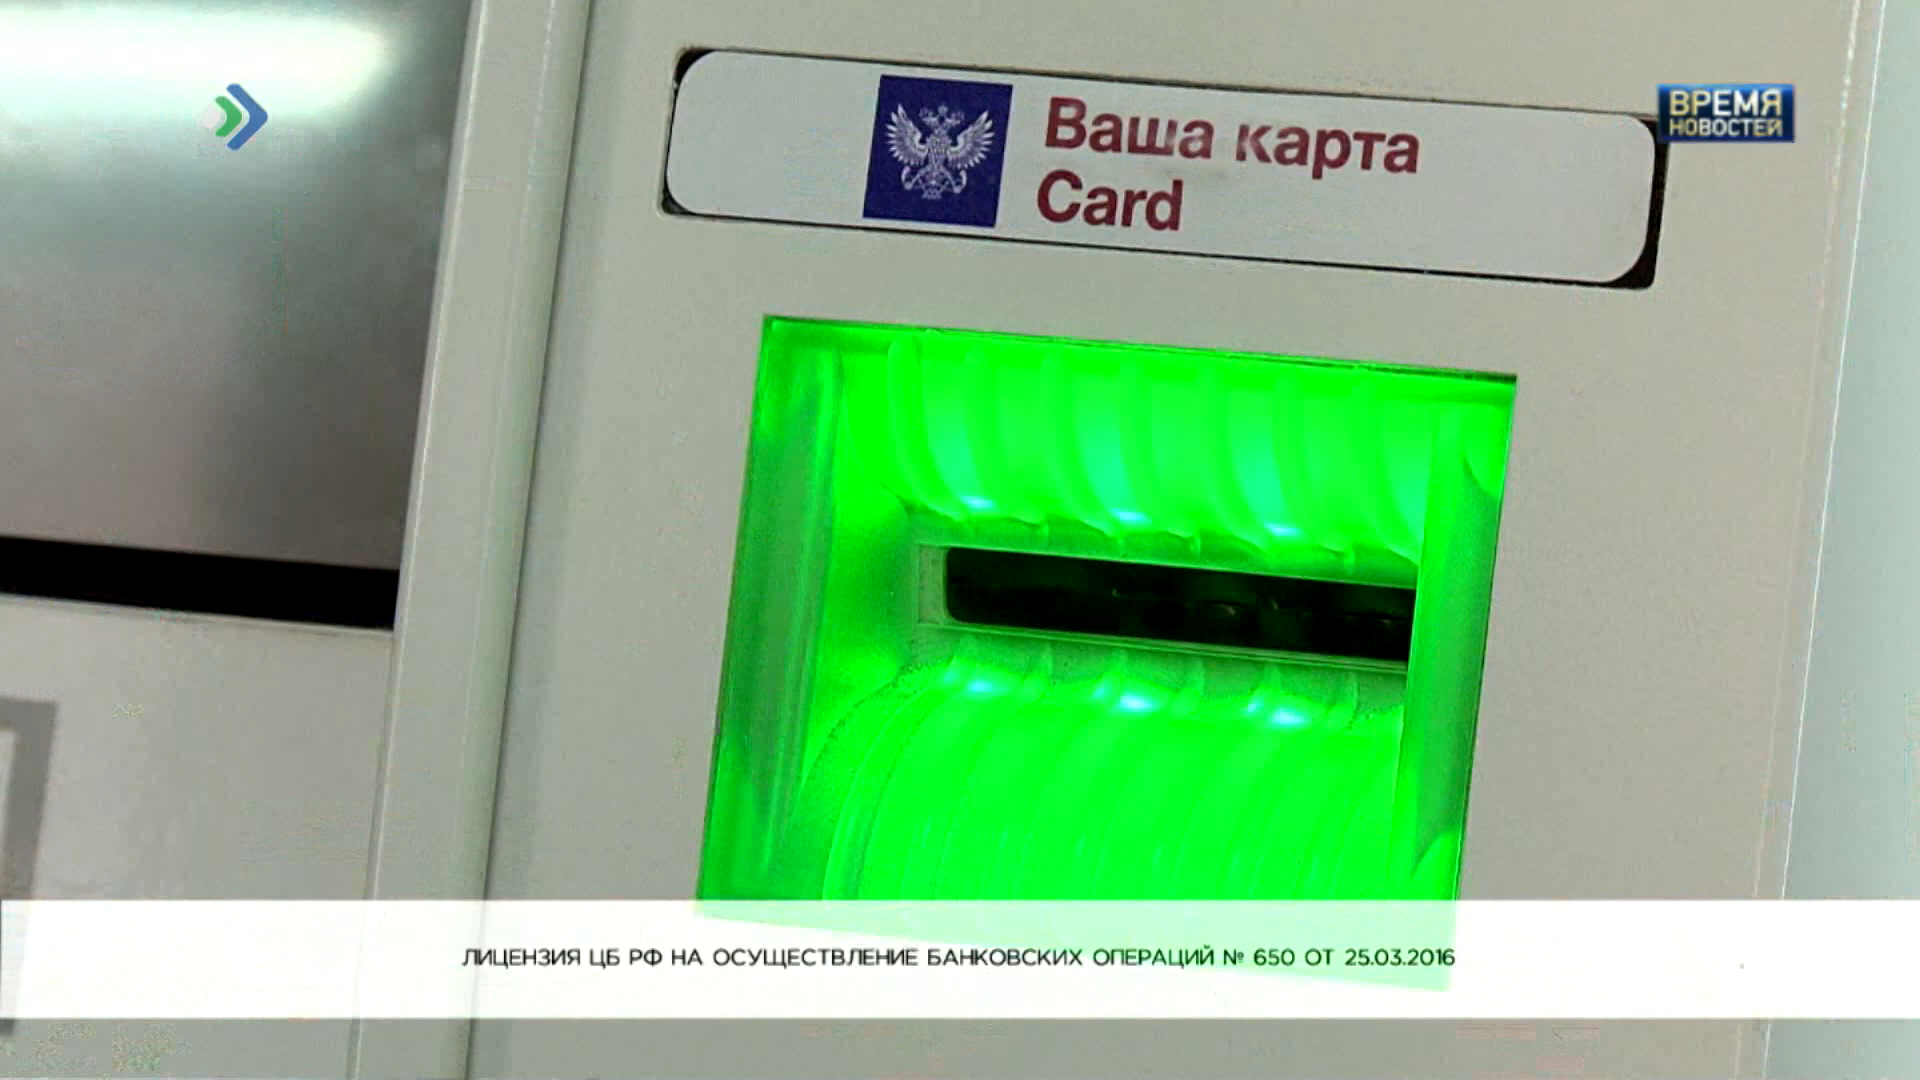 ВРЕМЯ
НОВОСТЕЙ
Ваша карта
Card
ЛИЦЕНЗИЯ ЦБ РФ НА ОСУЩЕСТВЛЕНИЕ БАНКОВСКИХ ОПЕРАЦИЙ № 650 ОТ 25.03.2016